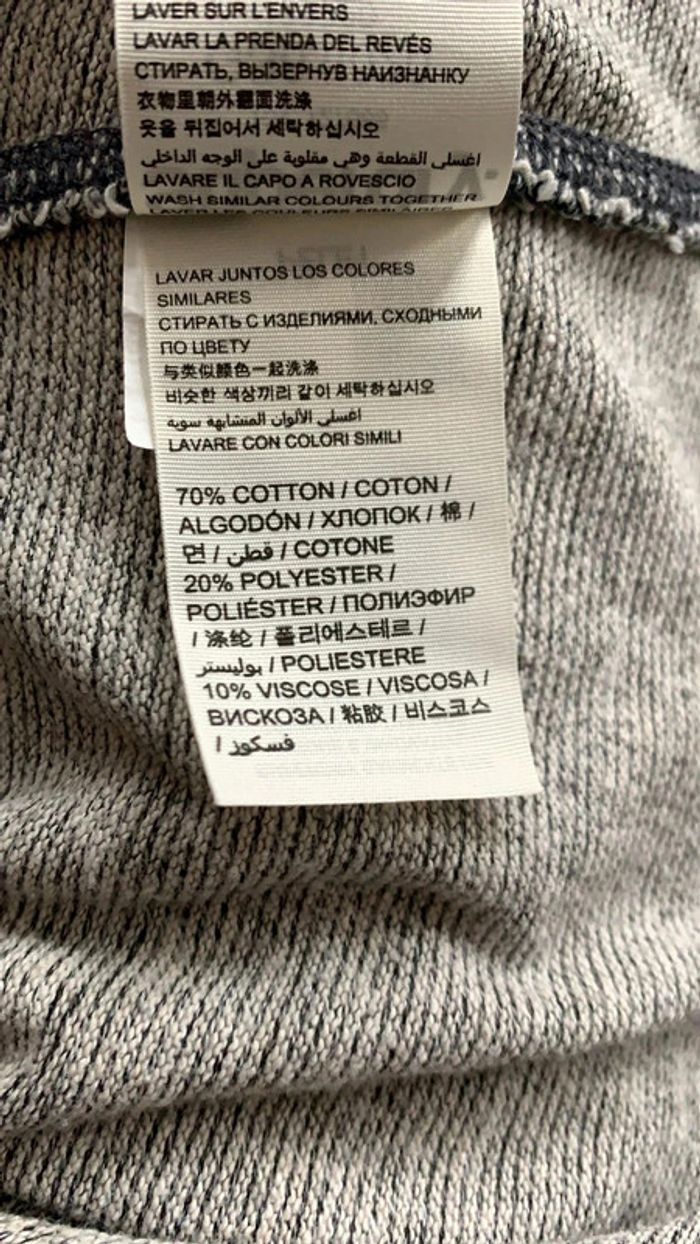 LAVER SUR L'ENVERS
LAVAR LA PRENDA DEL REVÉS
СТИРАТЬ, ВЫЗЕРНУВ НАИЗНАНКУ
衣物里朝外翻面洗涤
옷을 뒤집어서 세탁하십시오
اغسلي القطعة وهي مقلوبة على الوجه الداخلي
LAVARE IL CAPO A ROVESCIO
WASH SIMILAR COLOURS TOGETHER
LAVER LES COULEURS SIMILAIRES
LAVAR JUNTOS LOS COLORES
SIMILARES
СТИРАТЬ С ИЗДЕЛИЯМИ, СХОДНЫМИ
ПО ЦВЕТУ
与类似颜色一起洗涤
비슷한 색상끼리 같이 세탁하십시오
اغسلي الألوان المتشابهة سويه
LAVARE CON COLORI SIMILI
70% COTTON / COTON /
ALGODÓN / ХЛОПОК / 棉 /
면 / قطن / COTONE
20% POLYESTER /
POLIÉSTER / ПОЛИЭФИР
/ 涤纶 / 폴리에스테르 /
بوليستر / POLIESTERE
10% VISCOSE / VISCOSA /
ВИСКОЗА / 粘胶 / 비스코스
/ فسكوز